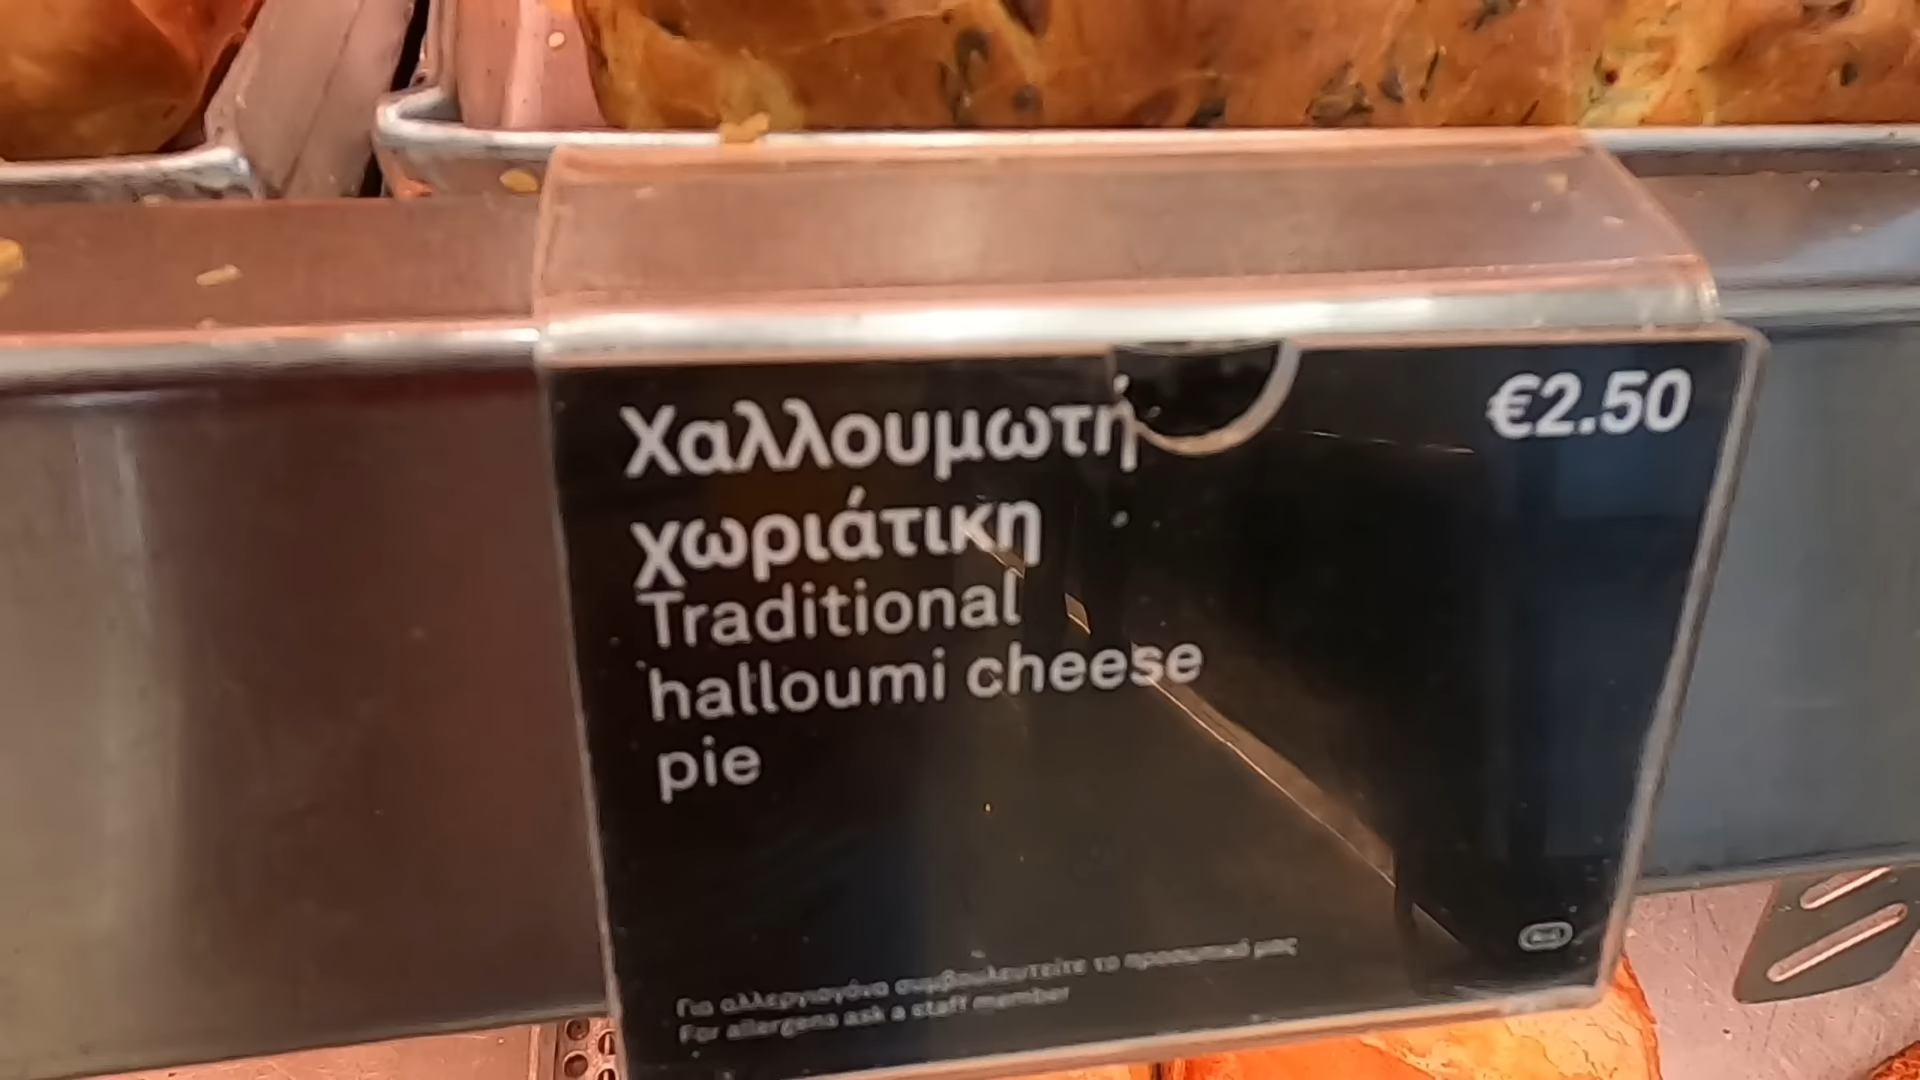 Χαλλουμωτή
€2.50
χωριάτικη
Traditional
halloumi cheese
pie
Για αλλεργιογόνα συμβουλευτείτε το προσωπικό μας
For allergens ask a staff member